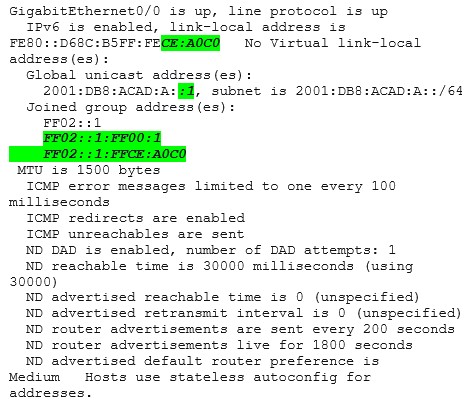 GigabitEthernet0/0 is up, line protocol is up
IPv6 is enabled, link-local address is
FE80::D68C:B5FF:FECE:A0C0   No Virtual link-local
address(es):
Global unicast address(es):
2001:DB8:ACAD:A::1, subnet is 2001:DB8:ACAD:A::/64
Joined group address(es):
FF02::1
FF02::1:FF00:1
FF02::1:FFCE:A0C0
MTU is 1500 bytes
ICMP error messages limited to one every 100
milliseconds
ICMP redirects are enabled
ICMP unreachables are sent
ND DAD is enabled, number of DAD attempts: 1
ND reachable time is 30000 milliseconds (using
30000)
ND advertised reachable time is 0 (unspecified)
ND advertised retransmit interval is 0 (unspecified)
ND router advertisements are sent every 200 seconds
ND router advertisements live for 1800 seconds
ND advertised default router preference is
Medium   Hosts use stateless autoconfig for
addresses.